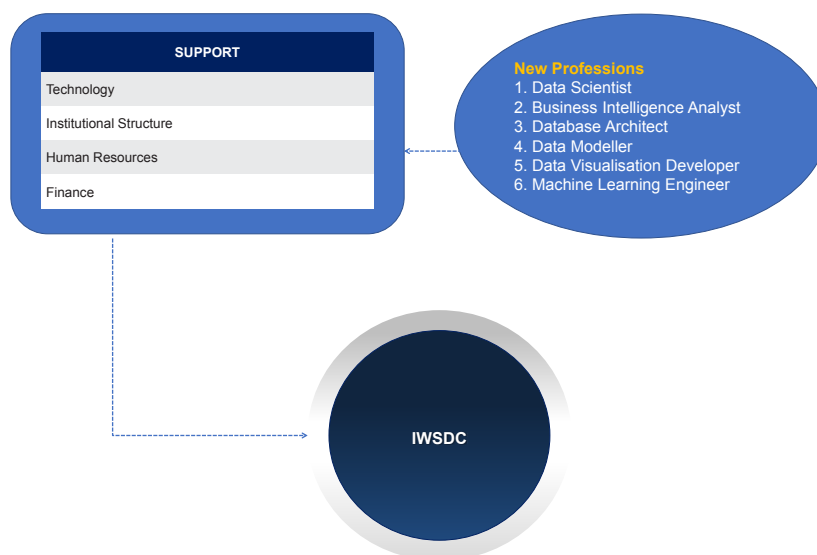 SUPPORT
Technology
Institutional Structure
Human Resources
Finance
New Professions
1. Data Scientist
2. Business Intelligence Analyst
3. Database Architect
4. Data Modeller
5. Data Visualisation Developer
6. Machine Learning Engineer
IWSDC